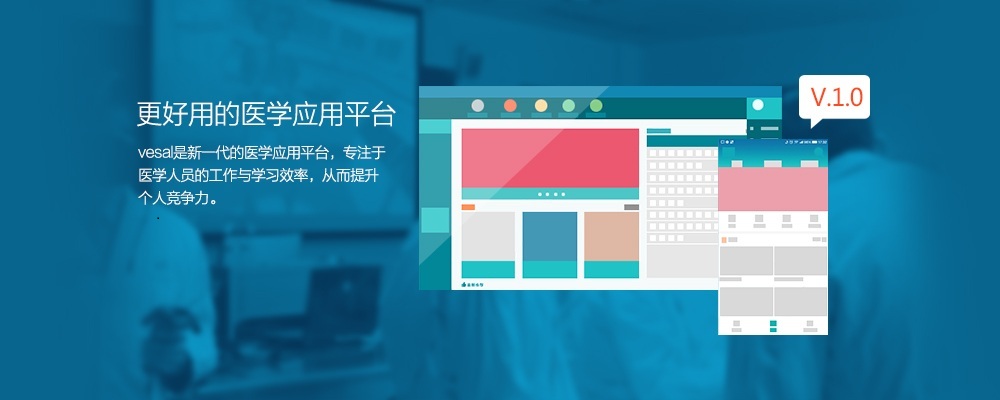 更好用的医学应用平台
vesal是新一代的医学应用平台，专注于
医学人员的工作与学习效率，从而提升
个人竞争力。
V.1.0